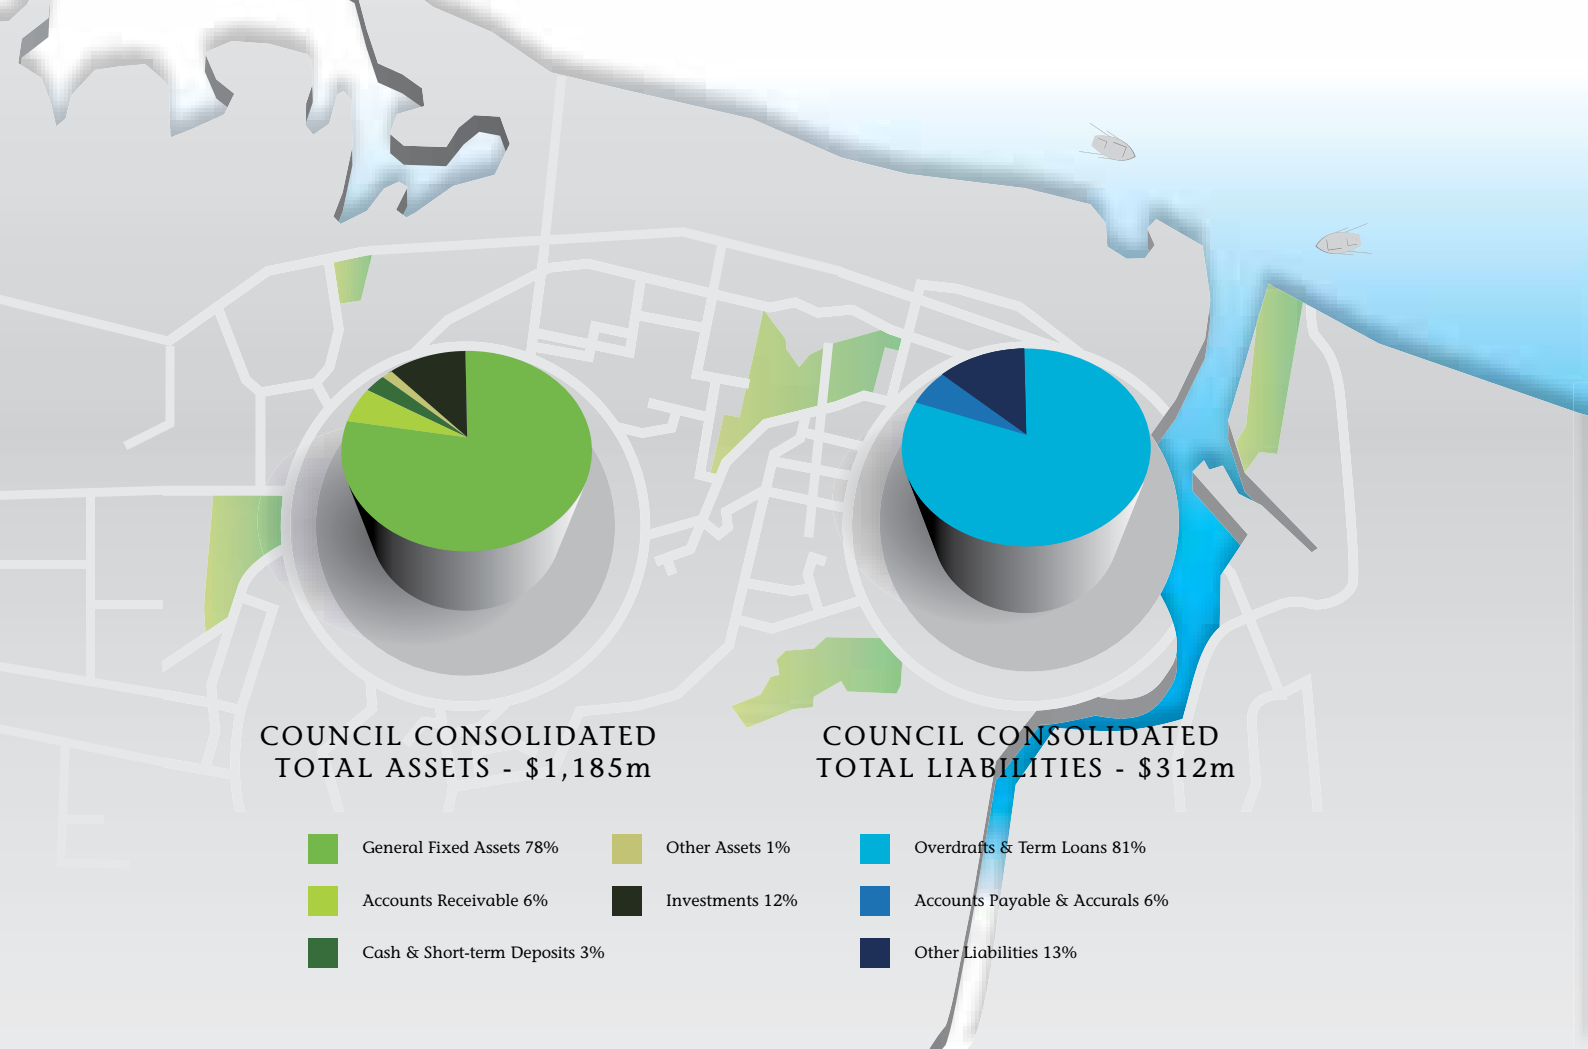 COUNCIL CONSOLIDATED
TOTAL ASSETS - $1,185m
General Fixed Assets 78%
Accounts Receivable 6%
Cash & Short-term Deposits 3%
Other Assets 1%
Investments 12%
COUNCIL CONSOLIDATED
TOTAL LIABILITIES - $312m
Overdrafts & Term Loans 81%
Accounts Payable & Accurals 6%
Other Liabilities 13%